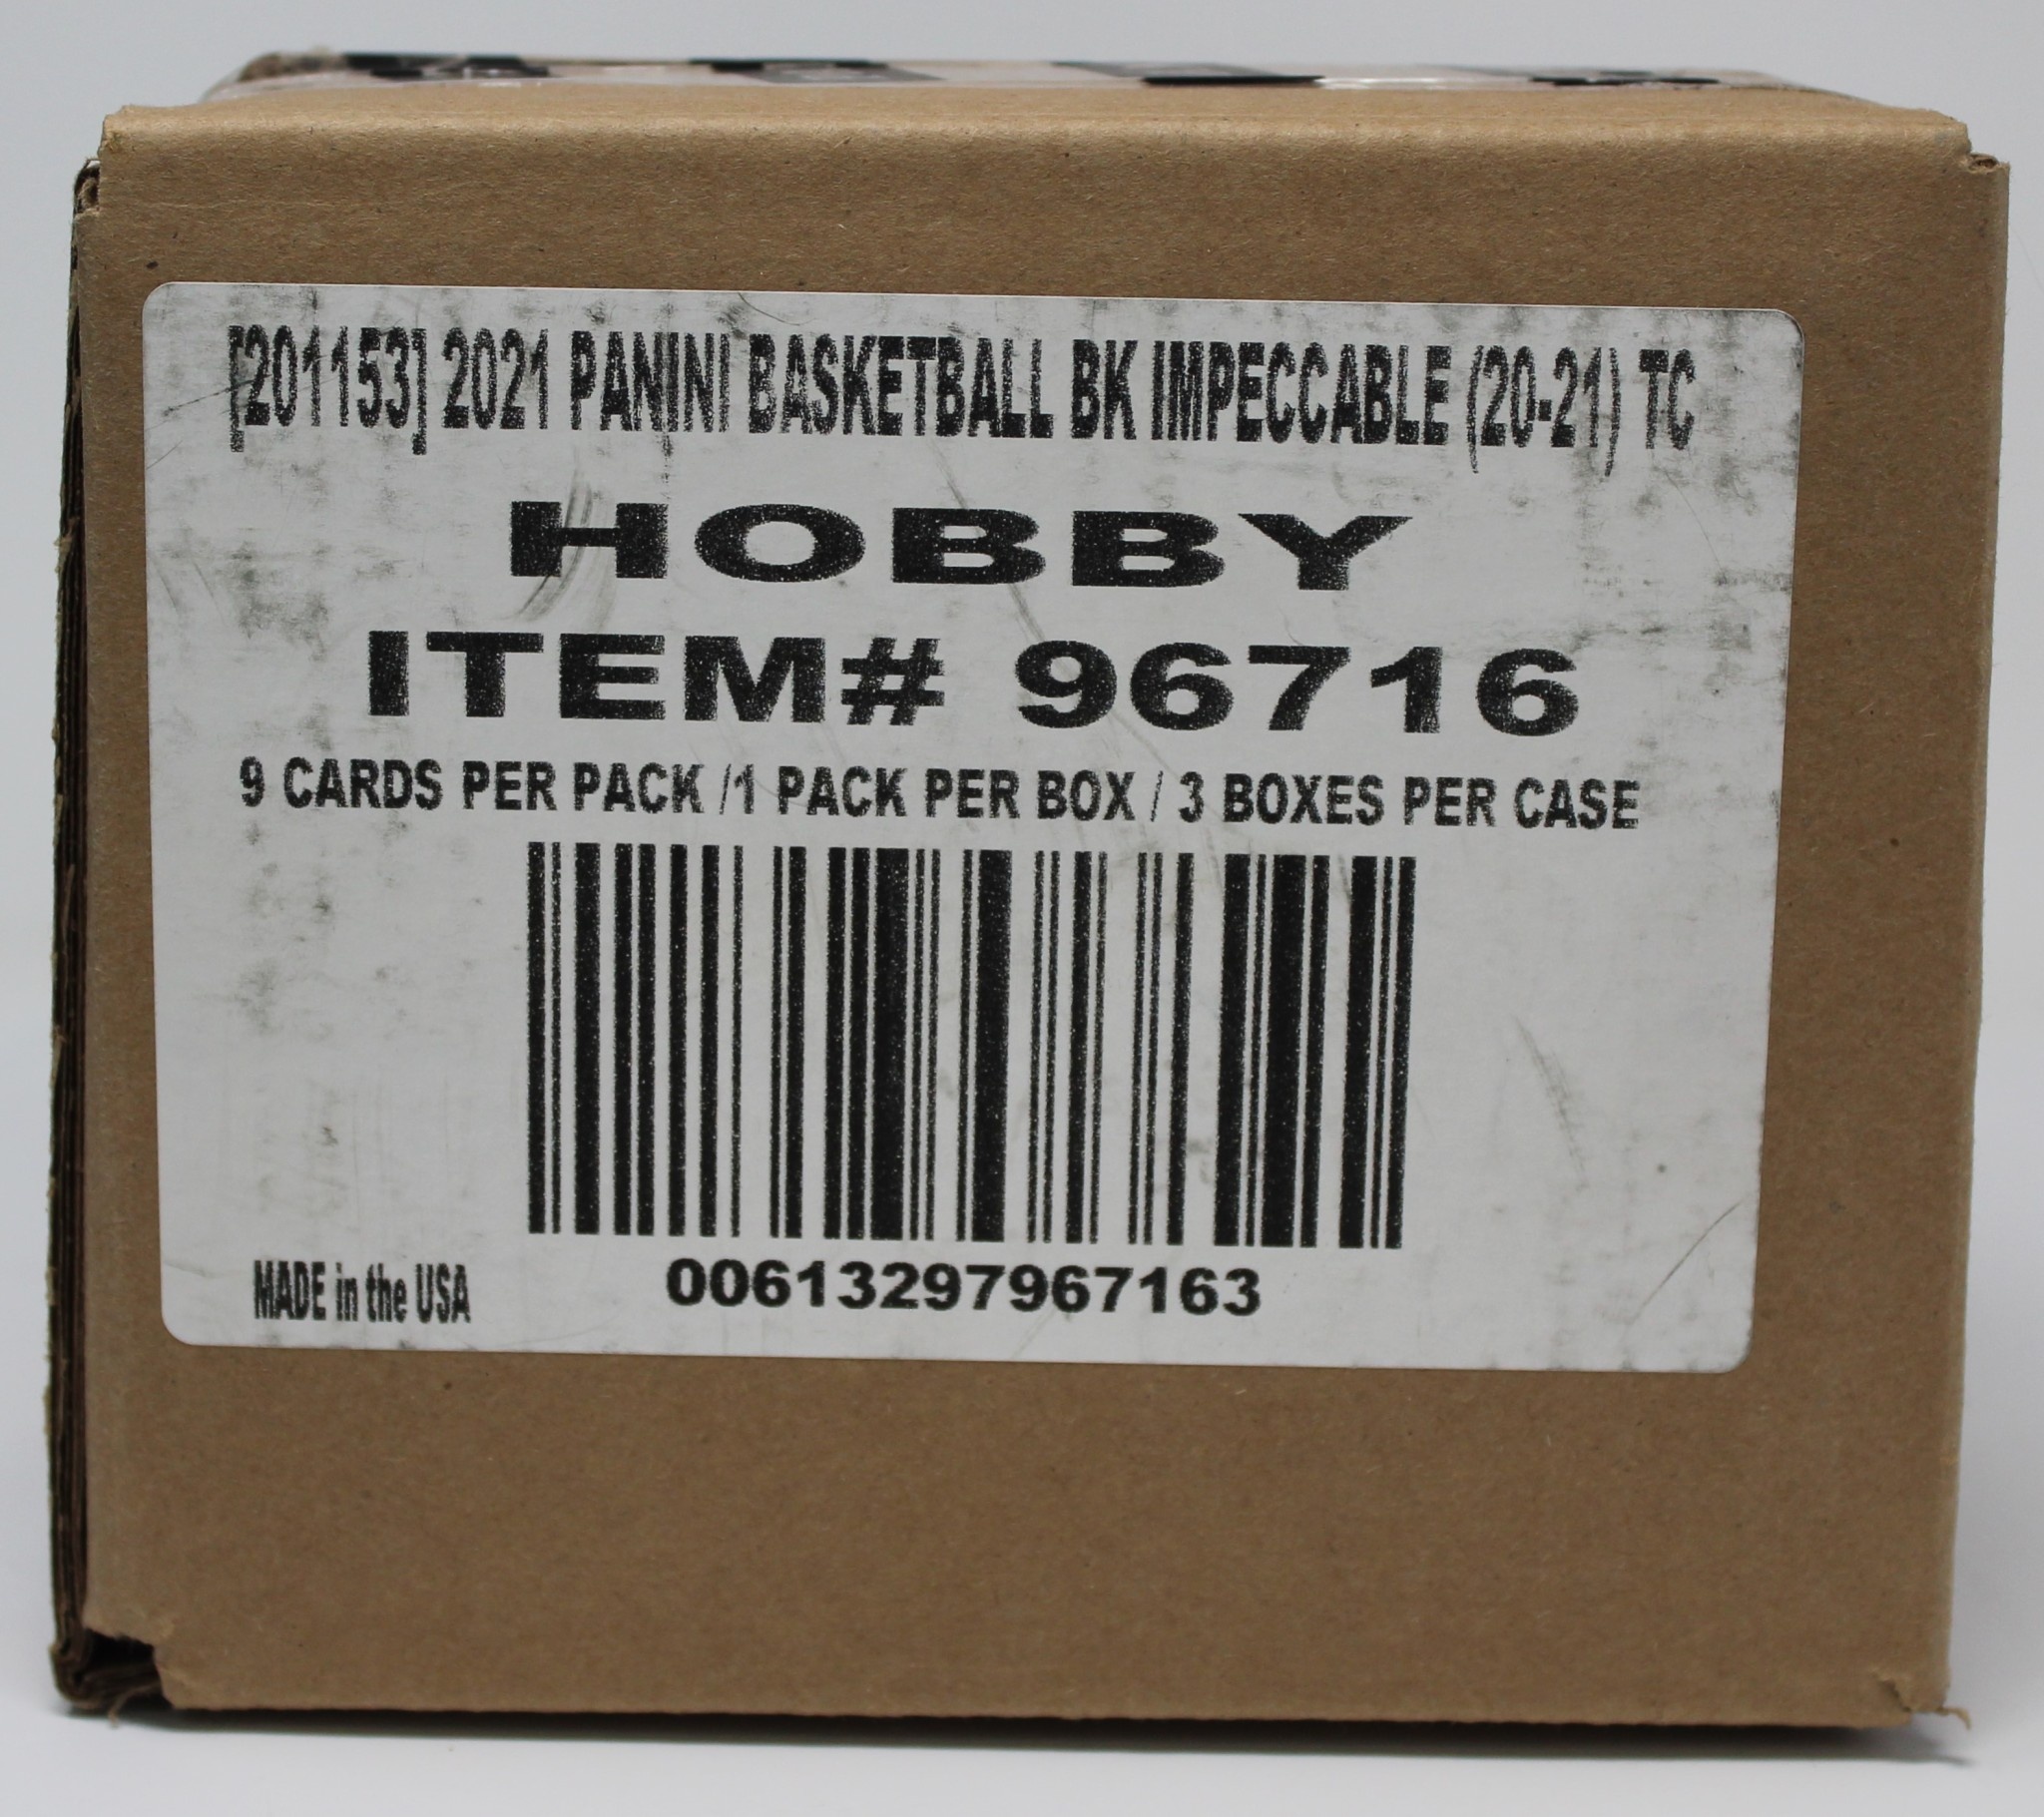 [201153] 2021 PANINI BASKETBALL BK IMPECCABLE (20-21) TC
HOBBY
ITEM# 96716
9 CARDS PER PACK /1 PACK PER BOX / 3 BOXES PER CASE
00613297967163
MADE in the USA